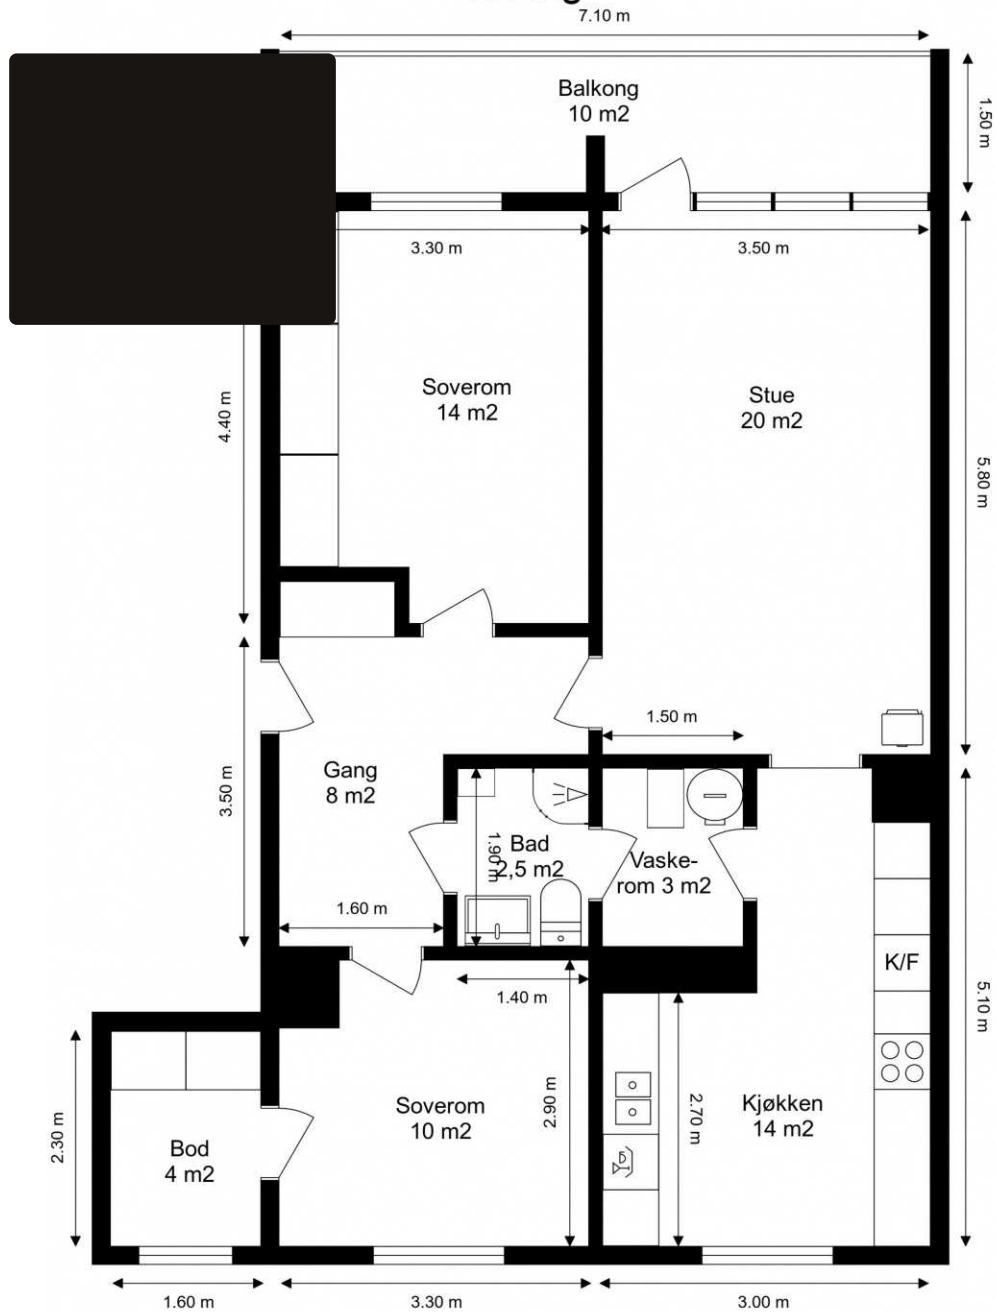 7.10 m
Balkong
10 m2
1.50 m
3.30 m
3.50 m
Soverom
14 m2
Stue
20 m2
4.40 m
5.80 m
1.50 m
Gang
8 m2
3.50 m
Bad
2,5 m2
1.90 m
Vaske-
rom 3 m2
1.60 m
K/F
1.40 m
5.10 m
Soverom
10 m2
2.90 m
2.70 m
Kjøkken
14 m2
2.30 m
Bod
4 m2
1.60 m
3.30 m
3.00 m